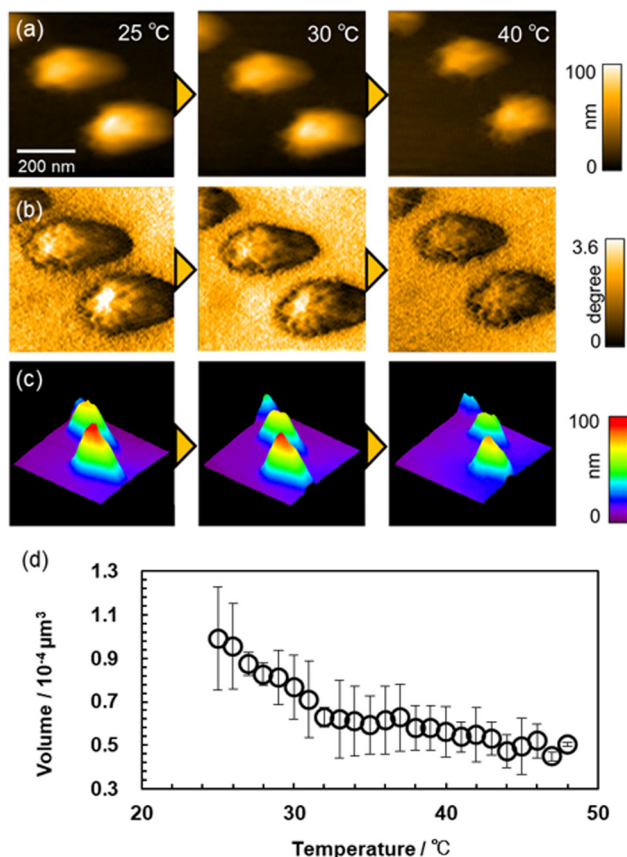 (a)
25 ℃
30 ℃
40 ℃
200 nm
100
nm
0
(b)
3.6
degree
0
(c)
100
nm
0
(d)
1.3
1.1
0.9
0.7
0.5
0.3
Volume / 10⁻⁴ μm³
20
30
40
50
Temperature / ℃